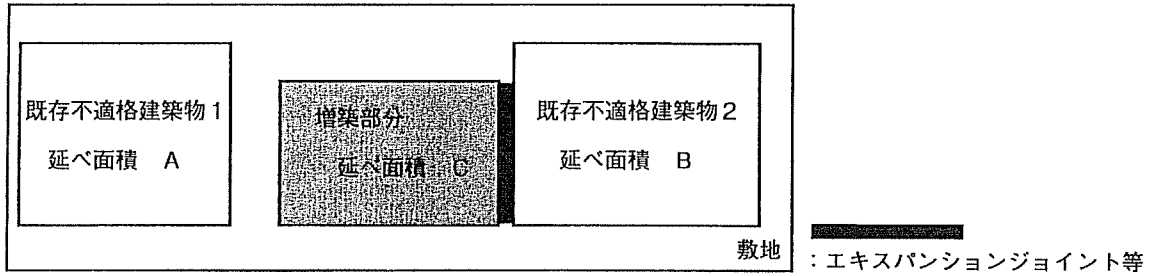 既存不適格建築物1
延べ面積 A
増築部分
延べ面積 C
既存不適格建築物2
延べ面積 B
敷地
:エキスパンションジョイント等